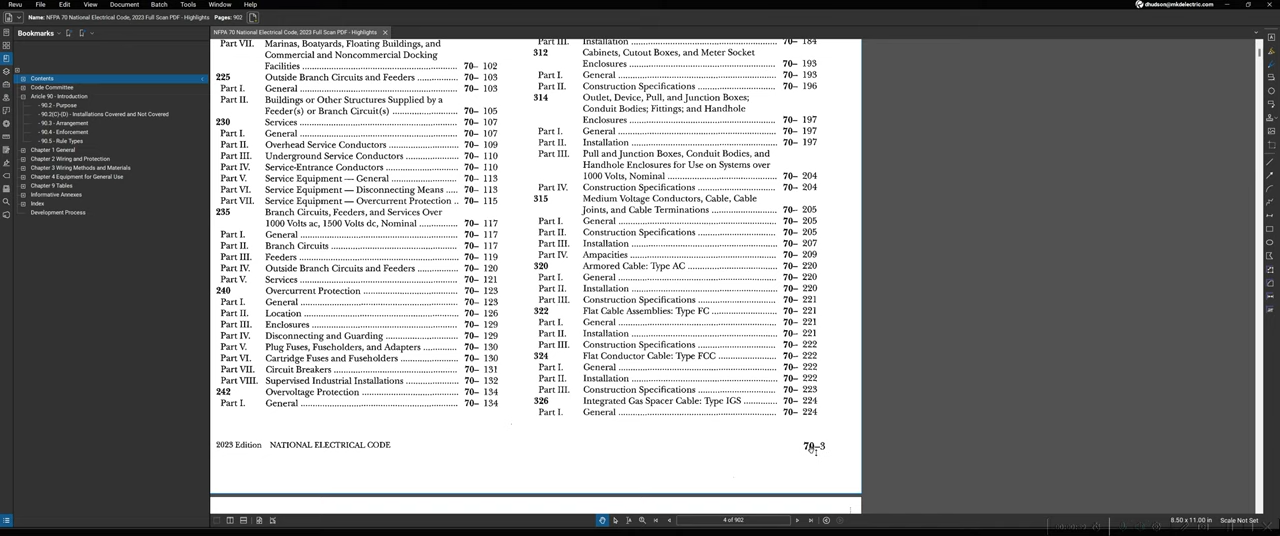 Revu File Edit View Document Batch Tools Window Help
dhudson@mkdelectric.com
Name: NFPA 70 National Electrical Code, 2023 Full Scan PDF - Highlights Pages: 902
Bookmarks
NFPA 70 National Electrical Code, 2023 Full Scan PDF - Highlights
Contents
Code Committee
Aricle 90 - Introduction
90.2 - Purpose
90.2(C)-(D) - Installations Covered and Not Covered
90.3 - Arrangement
90.4 - Enforcement
90.5 - Rule Types
Chapter 1 General
Chapter 2 Wiring and Protection
Chapter 3 Wiring Methods and Materials
Chapter 4 Equipment for General Use
Chapter 9 Tables
Informative Annexes
Index
Development Process
Part VII. Marinas, Boatyards, Floating Buildings, and
Commercial and Noncommercial Docking
Facilities 70– 102
225 Outside Branch Circuits and Feeders 70– 103
Part I. General 70– 103
Part II. Buildings or Other Structures Supplied by a
Feeder(s) or Branch Circuit(s) 70– 105
230 Services 70– 107
Part I. General 70– 107
Part II. Overhead Service Conductors 70– 109
Part III. Underground Service Conductors 70– 110
Part IV. Service-Entrance Conductors 70– 110
Part V. Service Equipment — General 70– 113
Part VI. Service Equipment — Disconnecting Means 70– 113
Part VII. Service Equipment — Overcurrent Protection 70– 115
235 Branch Circuits, Feeders, and Services Over
1000 Volts ac, 1500 Volts dc, Nominal 70– 117
Part I. General 70– 117
Part II. Branch Circuits 70– 117
Part III. Feeders 70– 119
Part IV. Outside Branch Circuits and Feeders 70– 120
Part V. Services 70– 121
240 Overcurrent Protection 70– 123
Part I. General 70– 123
Part II. Location 70– 126
Part III. Enclosures 70– 129
Part IV. Disconnecting and Guarding 70– 129
Part V. Plug Fuses, Fuseholders, and Adapters 70– 130
Part VI. Cartridge Fuses and Fuseholders 70– 130
Part VII. Circuit Breakers 70– 131
Part VIII. Supervised Industrial Installations 70– 132
242 Overvoltage Protection 70– 134
Part I. General 70– 134
Part III. Installation 70– 184
312 Cabinets, Cutout Boxes, and Meter Socket
Enclosures 70– 193
Part I. General 70– 193
Part II. Construction Specifications 70– 196
314 Outlet, Device, Pull, and Junction Boxes;
Conduit Bodies; Fittings; and Handhole
Enclosures 70– 197
Part I. General 70– 197
Part II. Installation 70– 197
Part III. Pull and Junction Boxes, Conduit Bodies, and
Handhole Enclosures for Use on Systems over
1000 Volts, Nominal 70– 204
Part IV. Construction Specifications 70– 204
315 Medium Voltage Conductors, Cable, Cable
Joints, and Cable Terminations 70– 205
Part I. General 70– 205
Part II. Construction Specifications 70– 205
Part III. Installation 70– 207
Part IV. Ampacities 70– 209
320 Armored Cable: Type AC 70– 220
Part I. General 70– 220
Part II. Installation 70– 220
Part III. Construction Specifications 70– 221
322 Flat Cable Assemblies: Type FC 70– 221
Part I. General 70– 221
Part II. Installation 70– 221
Part III. Construction Specifications 70– 222
324 Flat Conductor Cable: Type FCC 70– 222
Part I. General 70– 222
Part II. Installation 70– 222
Part III. Construction Specifications 70– 223
326 Integrated Gas Spacer Cable: Type IGS 70– 224
Part I. General 70– 224
2023 Edition NATIONAL ELECTRICAL CODE 70–3
4 of 902
8.50 x 11.00 in Scale Not Set